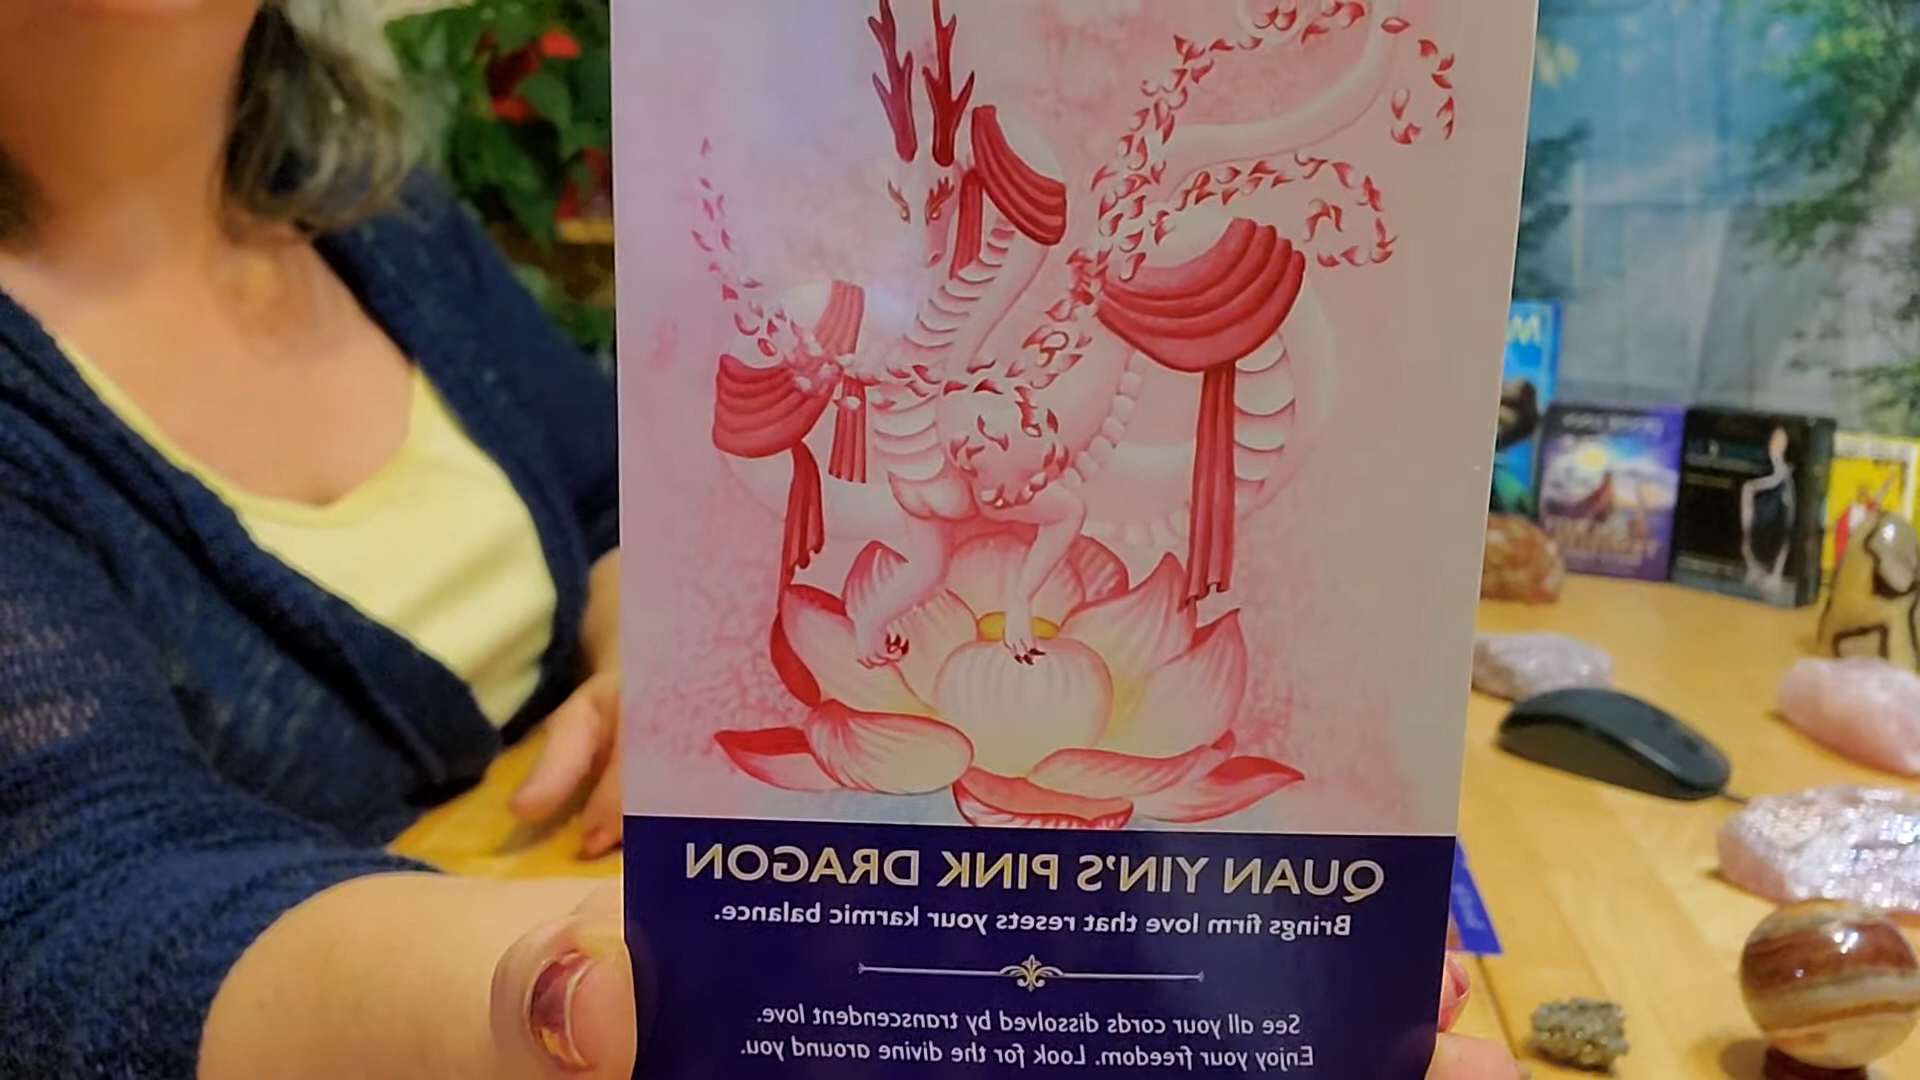 QUAN YIN'S PINK DRAGON
Brings firm love that resets your karmic balance.
See all your cords dissolved by transcendent love.
Enjoy your freedom. Look for the divine around you.